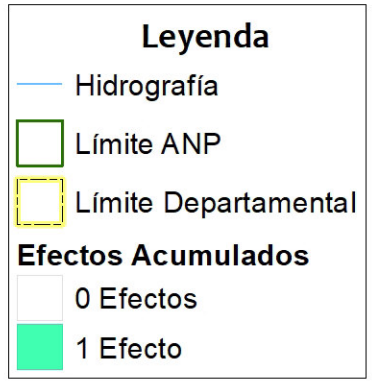 Leyenda
Hidrografía
Límite ANP
Límite Departamental
Efectos Acumulados
0 Efectos
1 Efecto